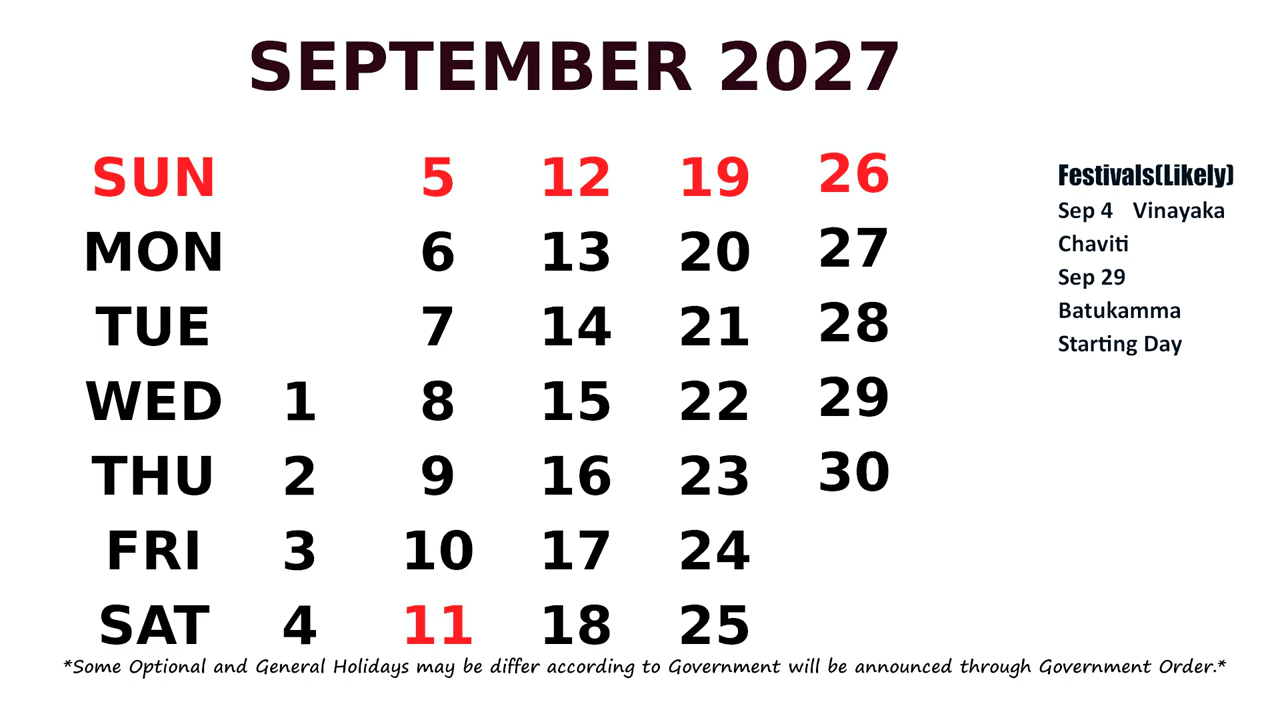 SEPTEMBER 2027
SUN 5 12 19 26
MON 6 13 20 27
TUE 7 14 21 28
WED 1 8 15 22 29
THU 2 9 16 23 30
FRI 3 10 17 24
SAT 4 11 18 25
Festivals(Likely)
Sep 4 Vinayaka
Chaviti
Sep 29
Batukamma
Starting Day
*Some Optional and General Holidays may be differ according to Government will be announced through Government Order.*